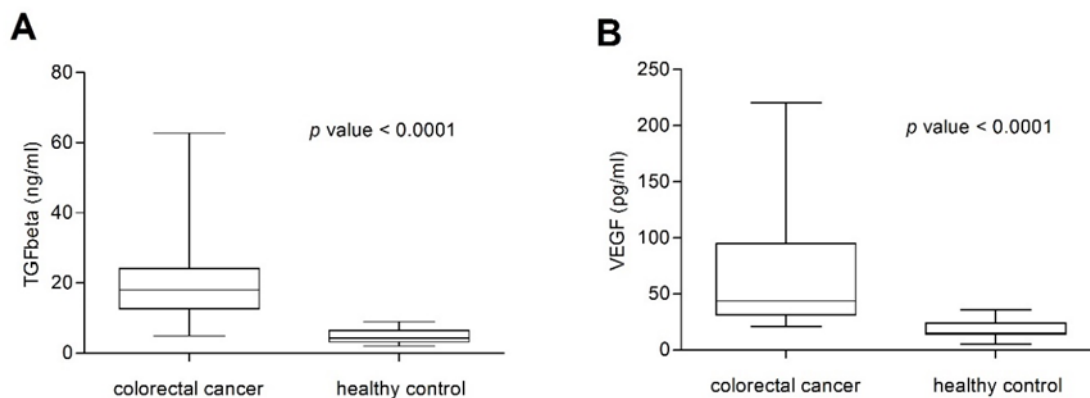 A
TGFbeta (ng/ml)
80
60
40
20
0
p value < 0.0001
colorectal cancer
healthy control
B
VEGF (pg/ml)
250
200
150
100
50
0
p value < 0.0001
colorectal cancer
healthy control